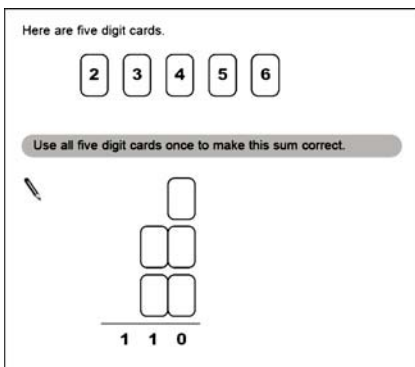 Here are five digit cards.
2 3 4 5 6
Use all five digit cards once to make this sum correct.
1 1 0